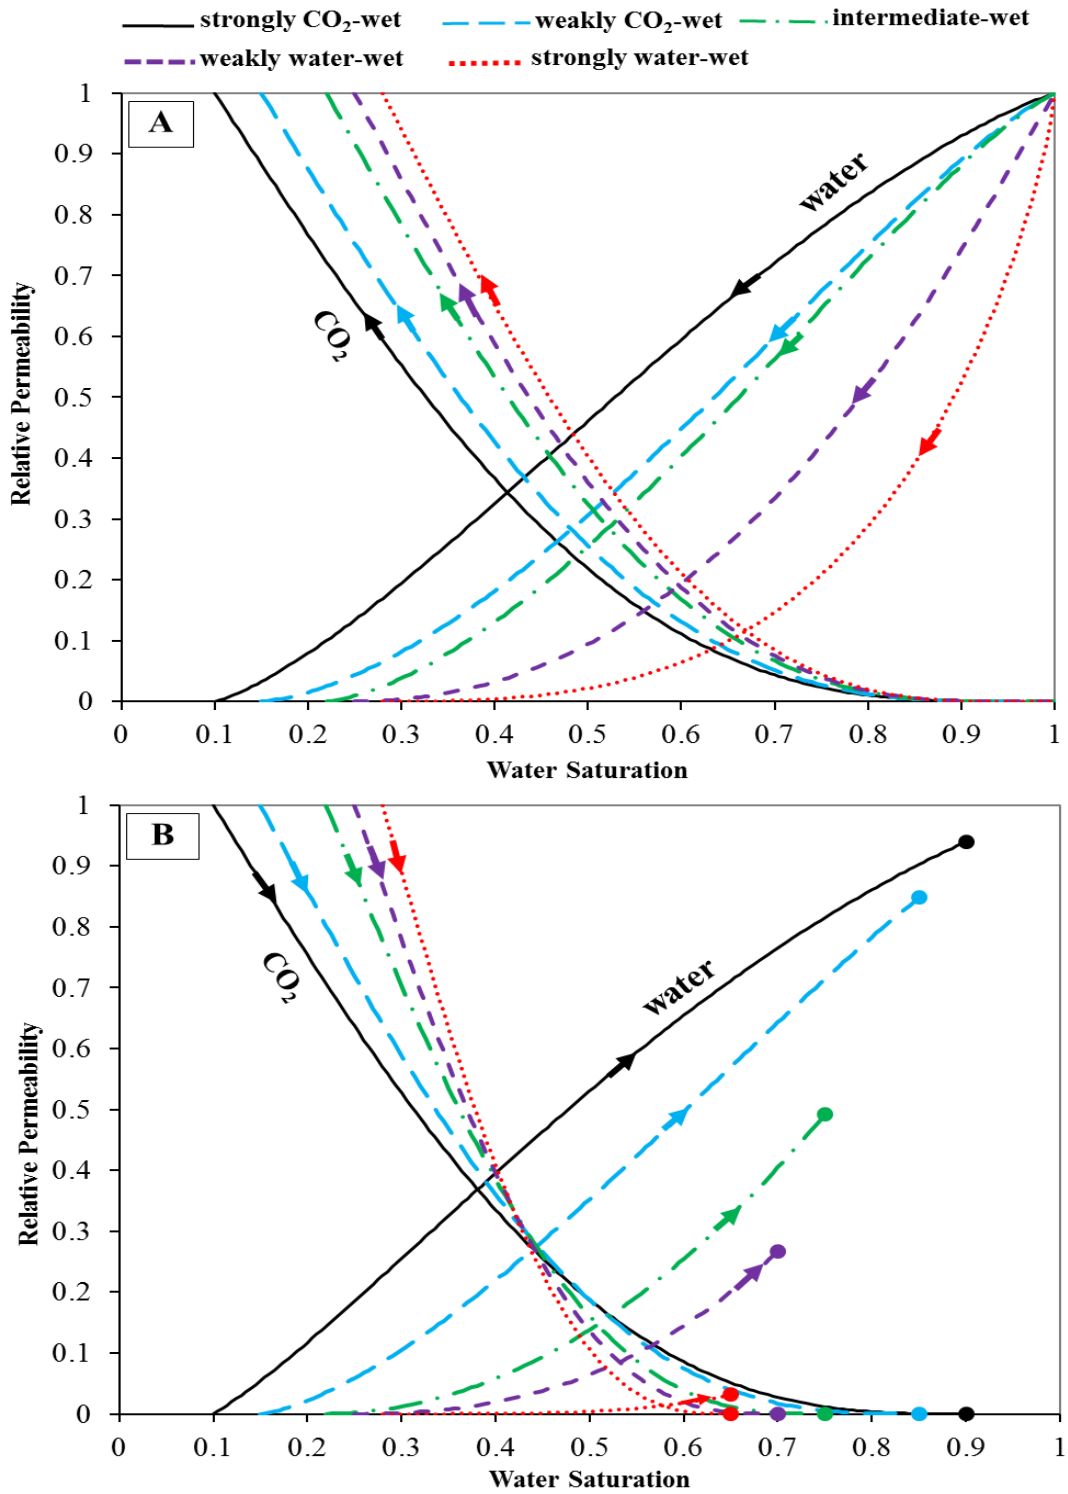 strongly CO₂-wet weakly CO₂-wet intermediate-wet
weakly water-wet strongly water-wet
A
Relative Permeability
1
0.9
0.8
0.7
0.6
0.5
0.4
0.3
0.2
0.1
0
water
CO₂
0 0.1 0.2 0.3 0.4 0.5 0.6 0.7 0.8 0.9 1
Water Saturation
B
Relative Permeability
1
0.9
0.8
0.7
0.6
0.5
0.4
0.3
0.2
0.1
0
CO₂
water
0 0.1 0.2 0.3 0.4 0.5 0.6 0.7 0.8 0.9 1
Water Saturation